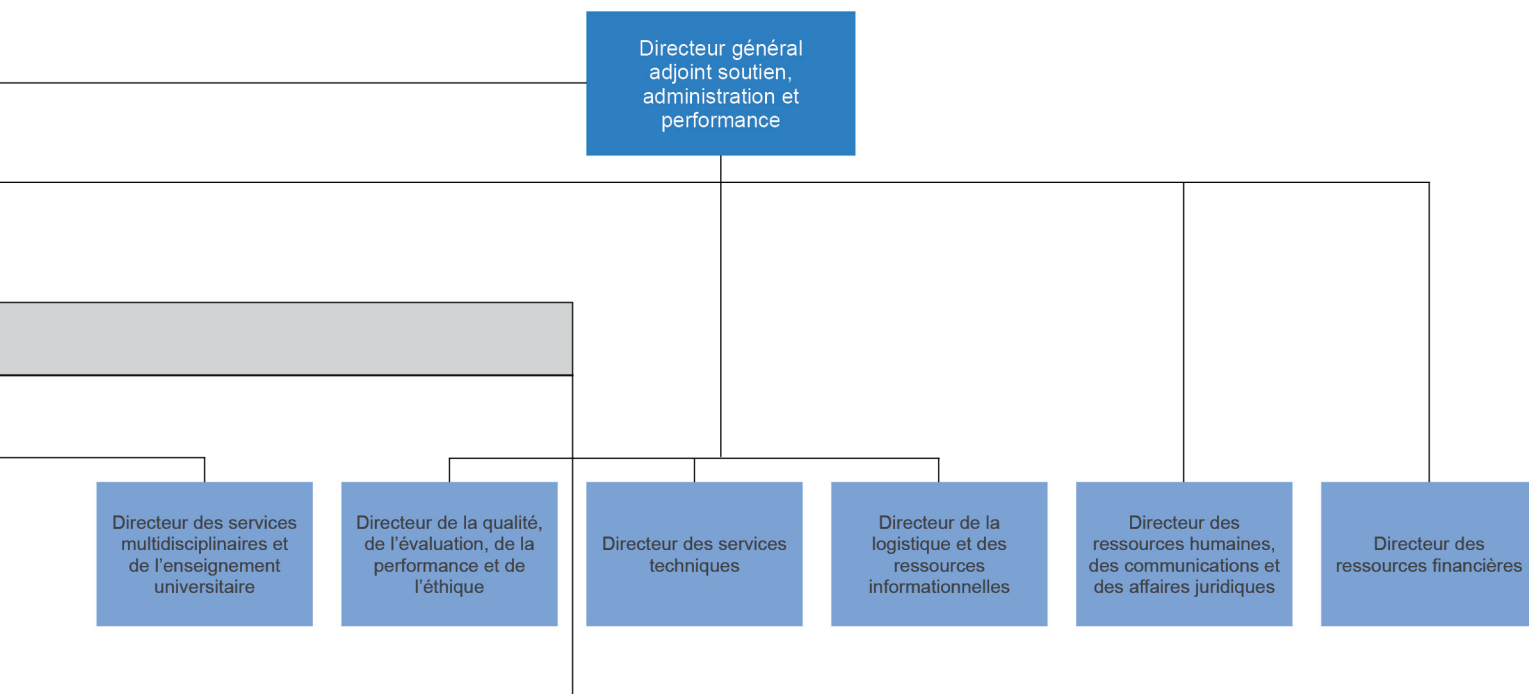 Directeur général
adjoint soutien,
administration et
performance
Directeur des services
multidisciplinaires et
de l’enseignement
universitaire
Directeur de la qualité,
de l’évaluation, de la
performance et de
l’éthique
Directeur des services
techniques
Directeur de la
logistique et des
ressources
informationnelles
Directeur des
ressources humaines,
des communications et
des affaires juridiques
Directeur des
ressources financières